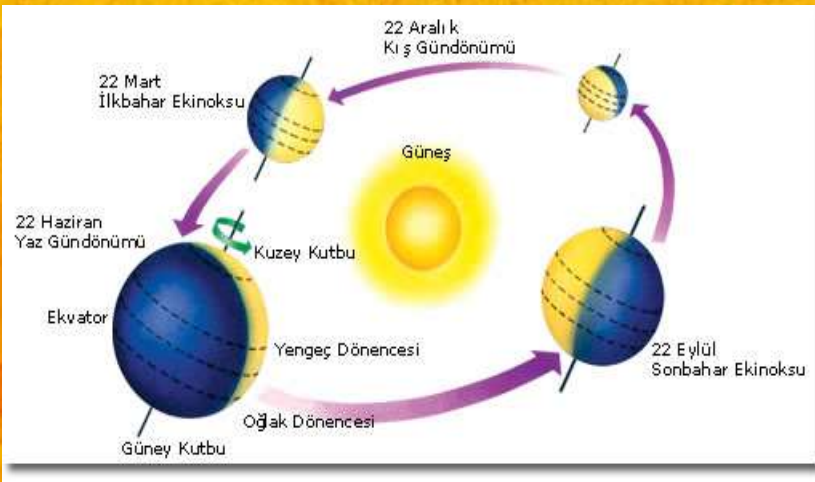 22 Aralık
Kış Gündönümü
22 Mart
İlkbahar Ekinoksu
Güneş
22 Haziran
Yaz Gündönümü
Kuzey Kutbu
Ekvator
Yengeç Dönencesi
22 Eylül
Sonbahar Ekinoksu
Oğlak Dönencesi
Güney Kutbu